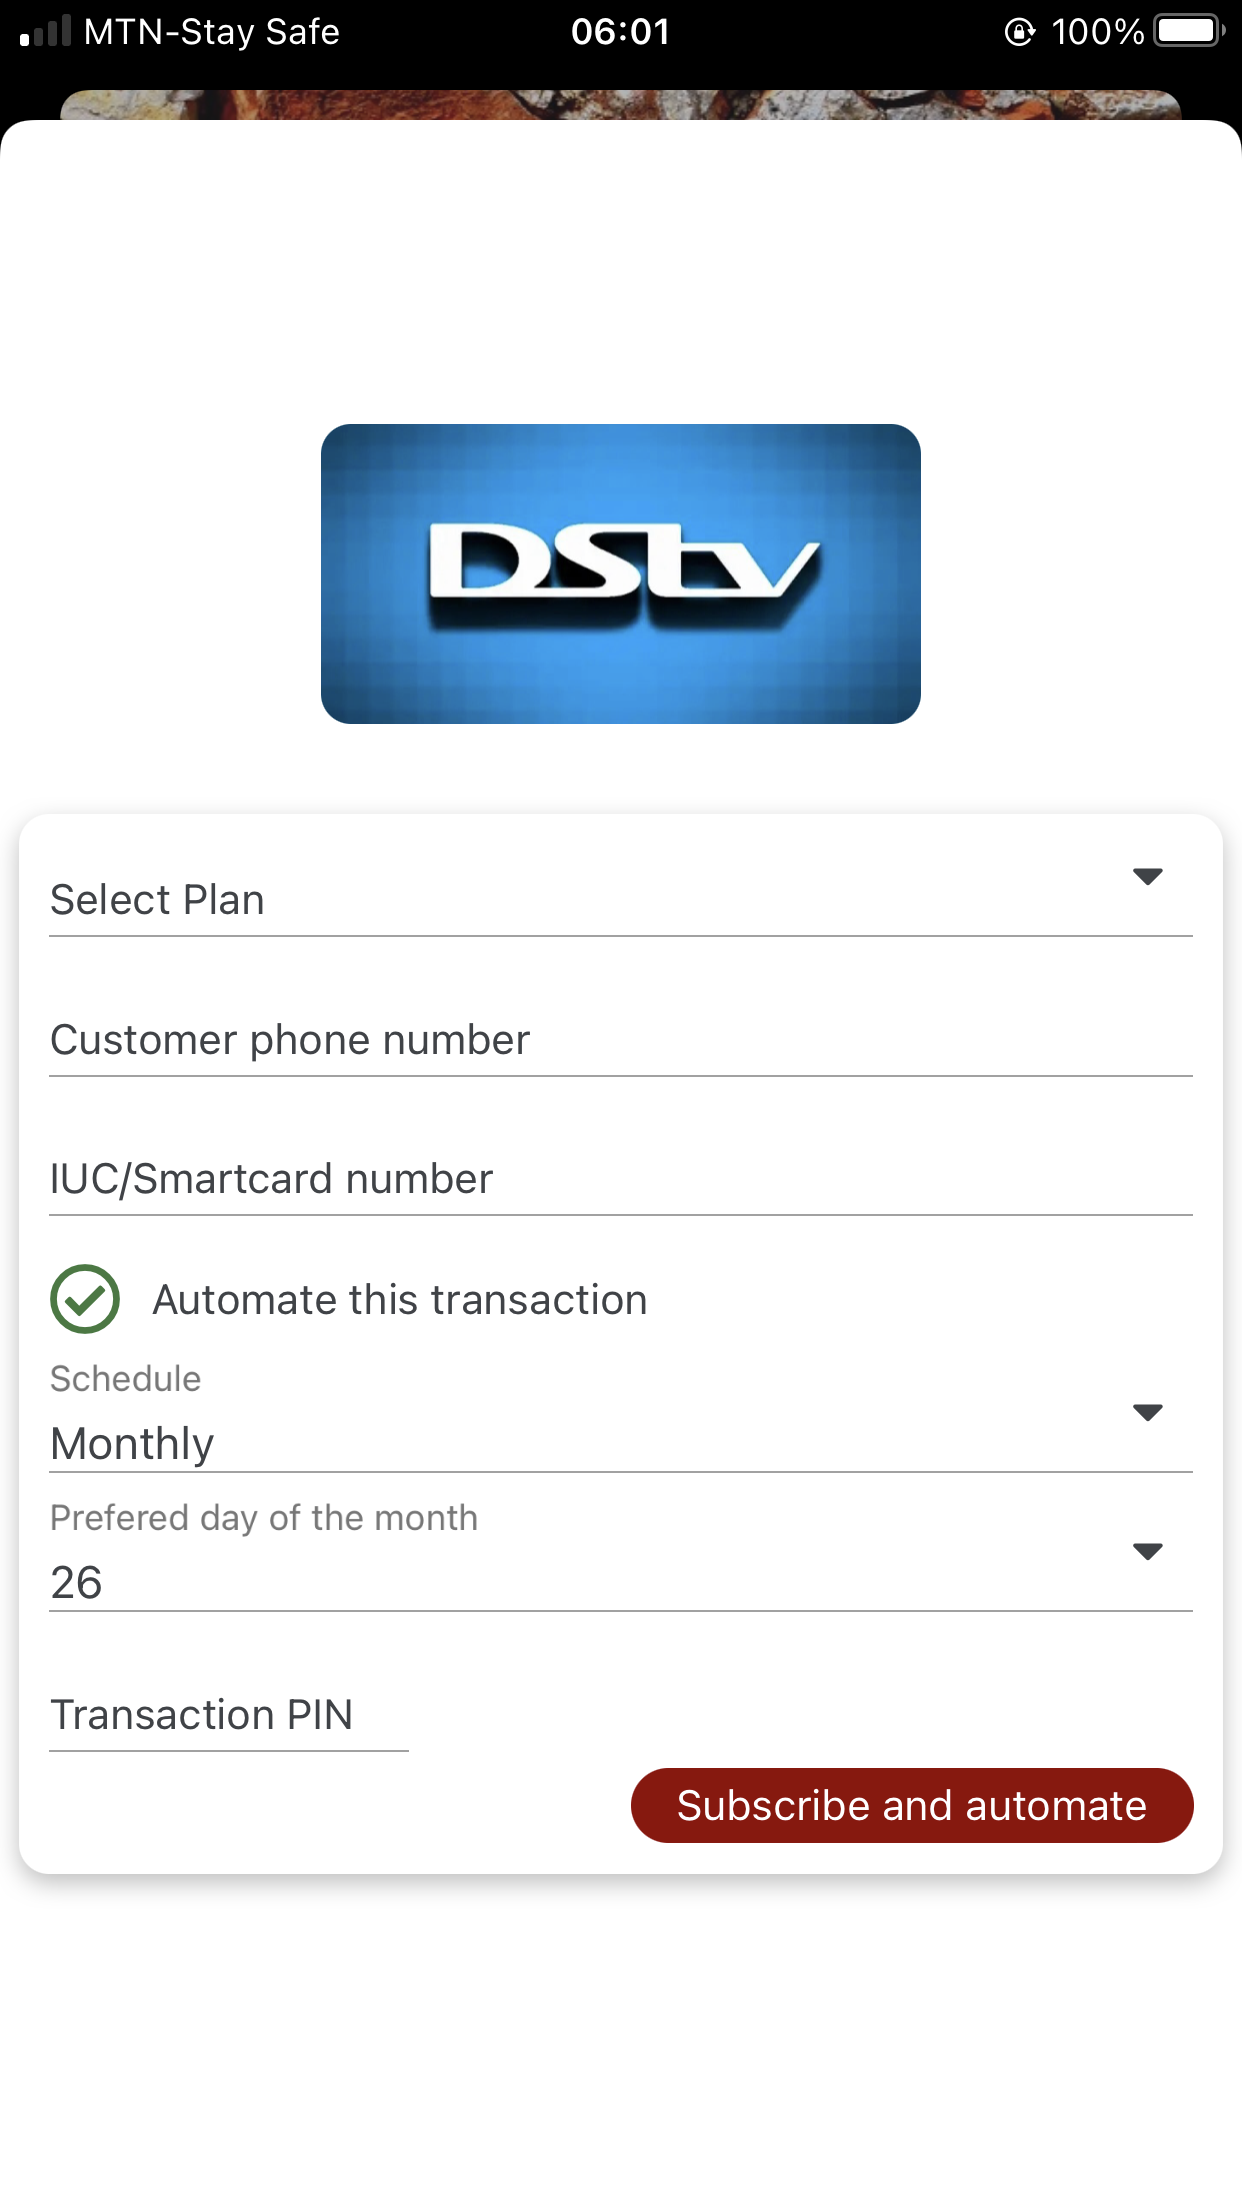 MTN-Stay Safe 06:01 100%
DStv
Select Plan
Customer phone number
IUC/Smartcard number
Automate this transaction
Schedule
Monthly
Prefered day of the month
26
Transaction PIN
Subscribe and automate